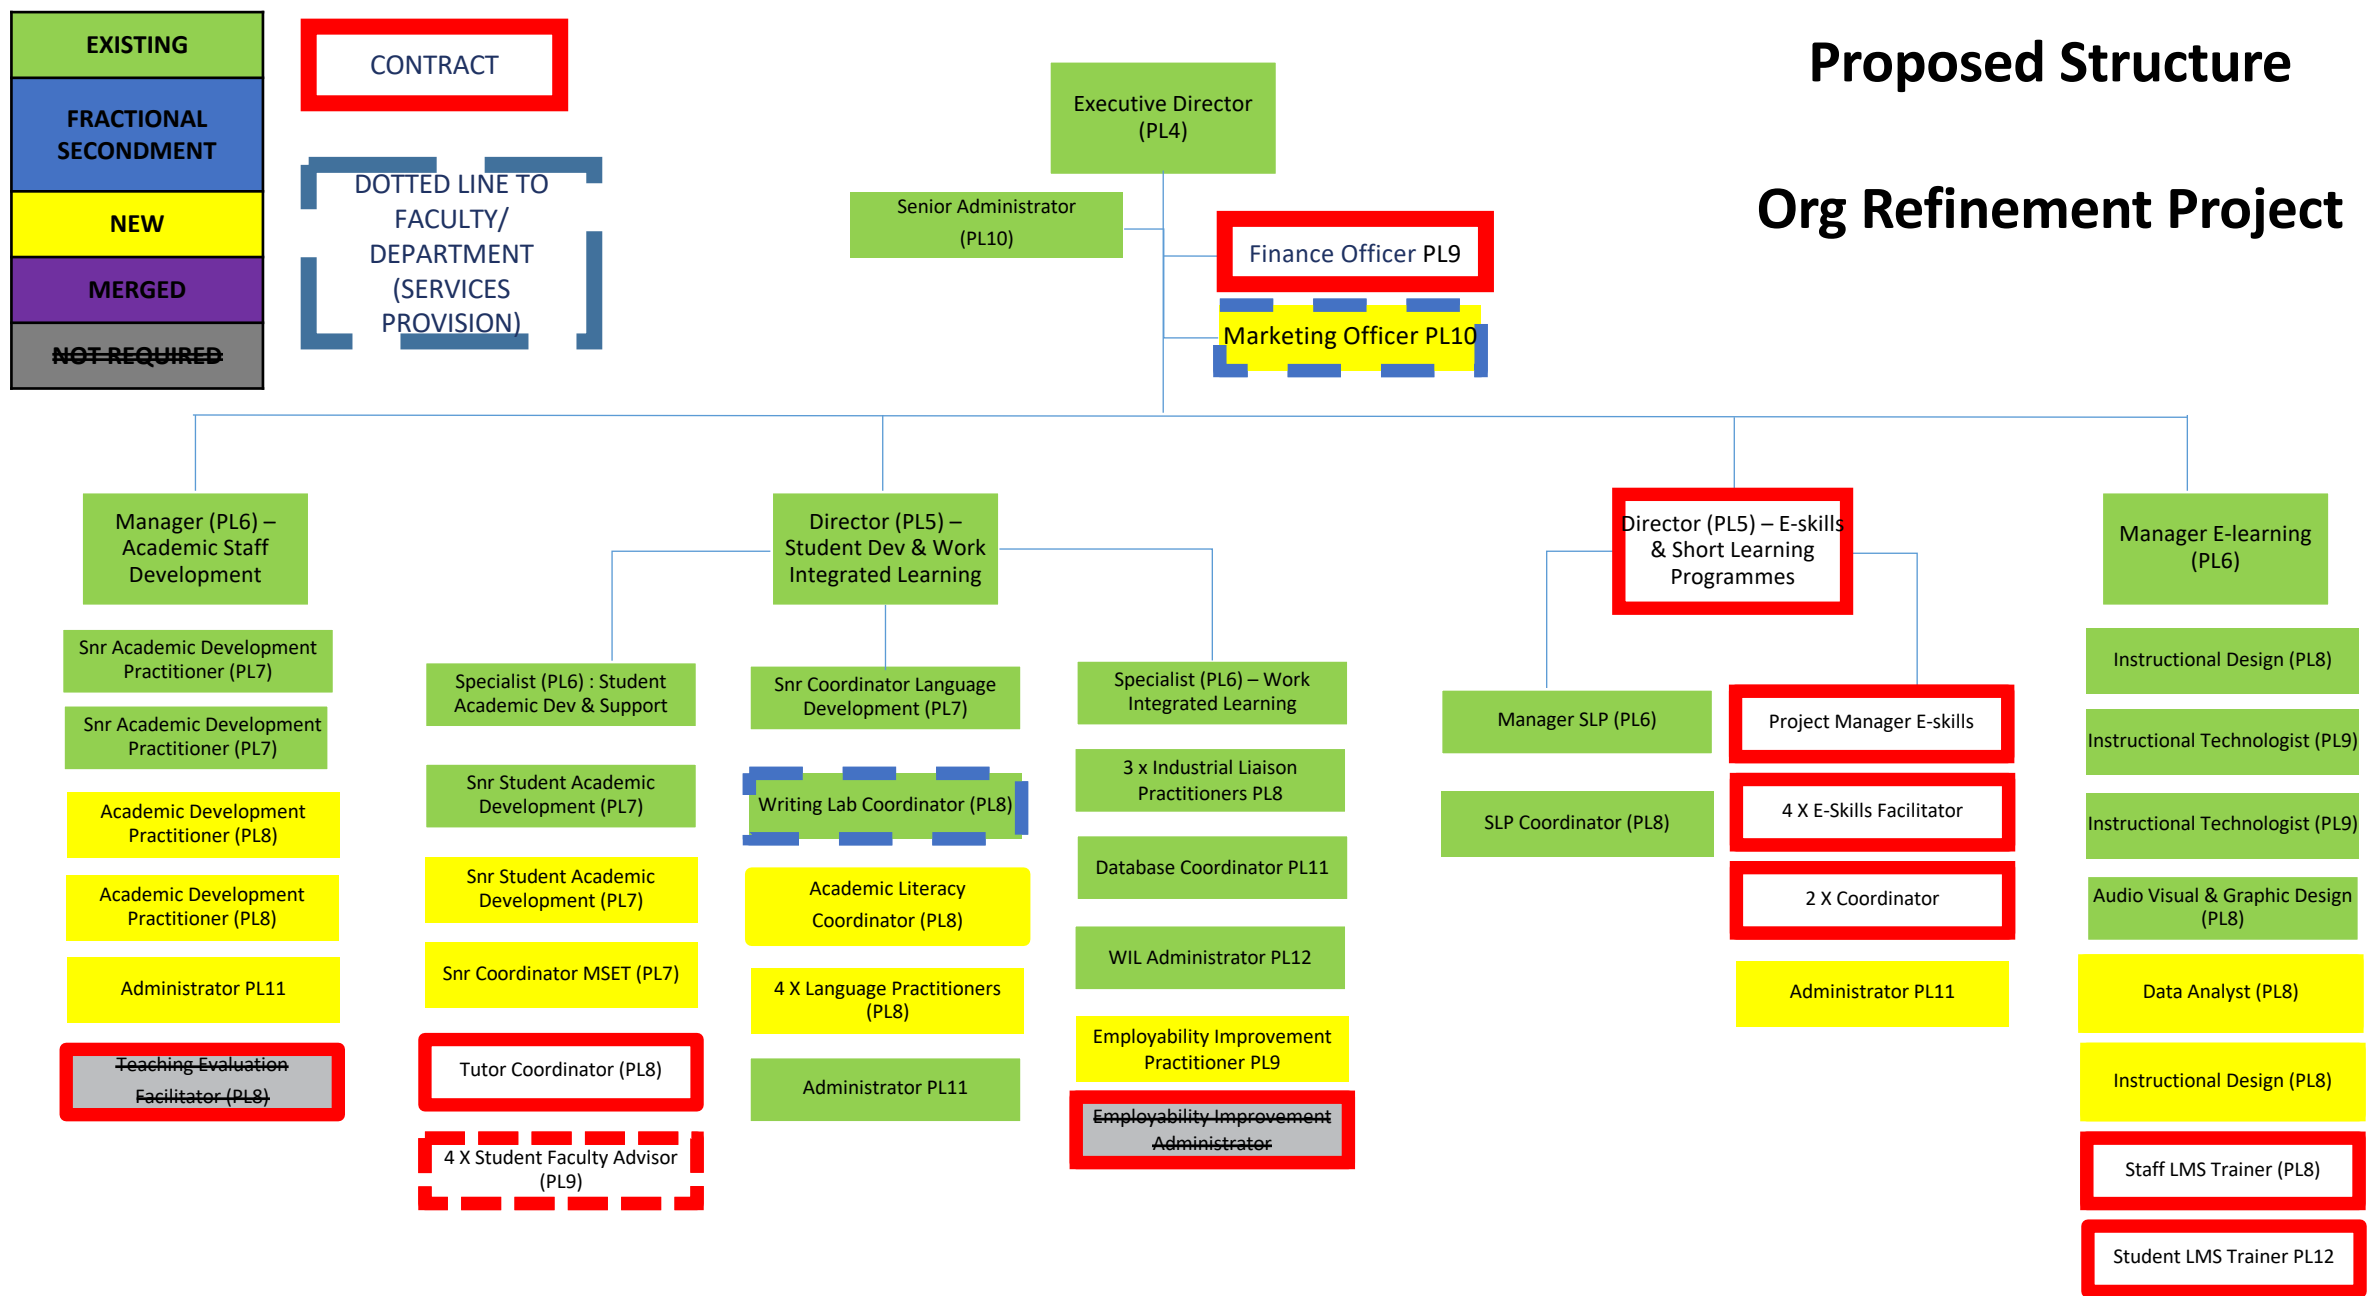 EXISTING
FRACTIONAL
SECONDMENT
NEW
MERGED
NOT REQUIRED
CONTRACT
DOTTED LINE TO
FACULTY/
DEPARTMENT
(SERVICES
PROVISION)
Proposed Structure
Org Refinement Project
Executive Director
(PL4)
Senior Administrator
(PL10)
Finance Officer PL9
Marketing Officer PL10
Manager (PL6) –
Academic Staff
Development
Snr Academic Development
Practitioner (PL7)
Snr Academic Development
Practitioner (PL7)
Academic Development
Practitioner (PL8)
Academic Development
Practitioner (PL8)
Administrator PL11
Teaching Evaluation
Facilitator (PL8)
Director (PL5) –
Student Dev & Work
Integrated Learning
Specialist (PL6) : Student
Academic Dev & Support
Snr Student Academic
Development (PL7)
Snr Student Academic
Development (PL7)
Snr Coordinator MSET (PL7)
Tutor Coordinator (PL8)
4 X Student Faculty Advisor
(PL9)
Snr Coordinator Language
Development (PL7)
Writing Lab Coordinator (PL8)
Academic Literacy
Coordinator (PL8)
4 X Language Practitioners
(PL8)
Administrator PL11
Specialist (PL6) – Work
Integrated Learning
3 x Industrial Liaison
Practitioners PL8
Database Coordinator PL11
WIL Administrator PL12
Employability Improvement
Practitioner PL9
Employability Improvement
Administrator
Director (PL5) – E-skills
& Short Learning
Programmes
Manager SLP (PL6)
SLP Coordinator (PL8)
Project Manager E-skills
4 X E-Skills Facilitator
2 X Coordinator
Administrator PL11
Manager E-learning
(PL6)
Instructional Design (PL8)
Instructional Technologist (PL9)
Instructional Technologist (PL9)
Audio Visual & Graphic Design
(PL8)
Data Analyst (PL8)
Instructional Design (PL8)
Staff LMS Trainer (PL8)
Student LMS Trainer PL12